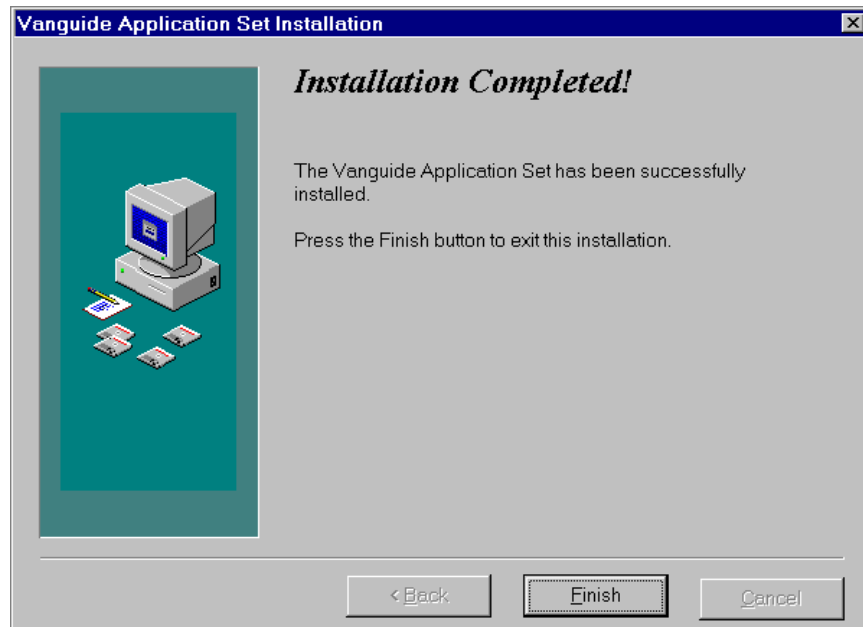 Vanguide Application Set Installation
Installation Completed!
The Vanguide Application Set has been successfully
installed.
Press the Finish button to exit this installation.
< Back
Finish
Cancel